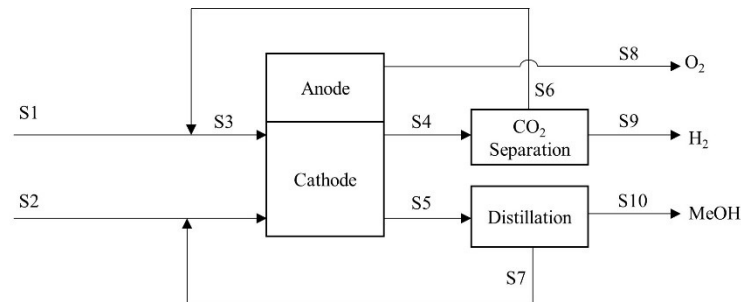 S8
O2
Anode
S6
S1
S3
S4
CO2
Separation
S9
H2
Cathode
S2
S5
Distillation
S10
MeOH
S7